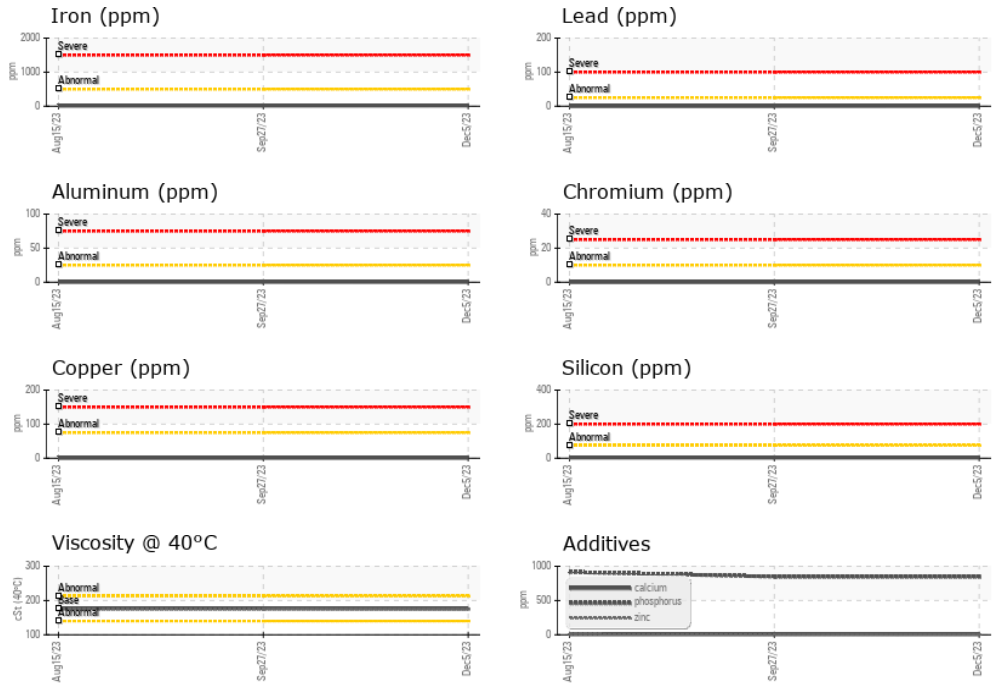 Iron (ppm)
2000
1000
0
ppm
Severe
Abnormal
Aug15/23
Sep27/23
Dec5/23
Lead (ppm)
200
100
0
ppm
Severe
Abnormal
Aug15/23
Sep27/23
Dec5/23
Aluminum (ppm)
100
50
0
ppm
Severe
Abnormal
Aug15/23
Sep27/23
Dec5/23
Chromium (ppm)
40
20
0
ppm
Severe
Abnormal
Aug15/23
Sep27/23
Dec5/23
Copper (ppm)
200
100
0
ppm
Severe
Abnormal
Aug15/23
Sep27/23
Dec5/23
Silicon (ppm)
400
200
0
ppm
Severe
Abnormal
Aug15/23
Sep27/23
Dec5/23
Viscosity @ 40°C
300
200
100
cSt (40°C)
Abnormal
Base
Abnormal
Aug15/23
Sep27/23
Dec5/23
Additives
1000
500
0
ppm
calcium
phosphorus
zinc
Aug15/23
Sep27/23
Dec5/23